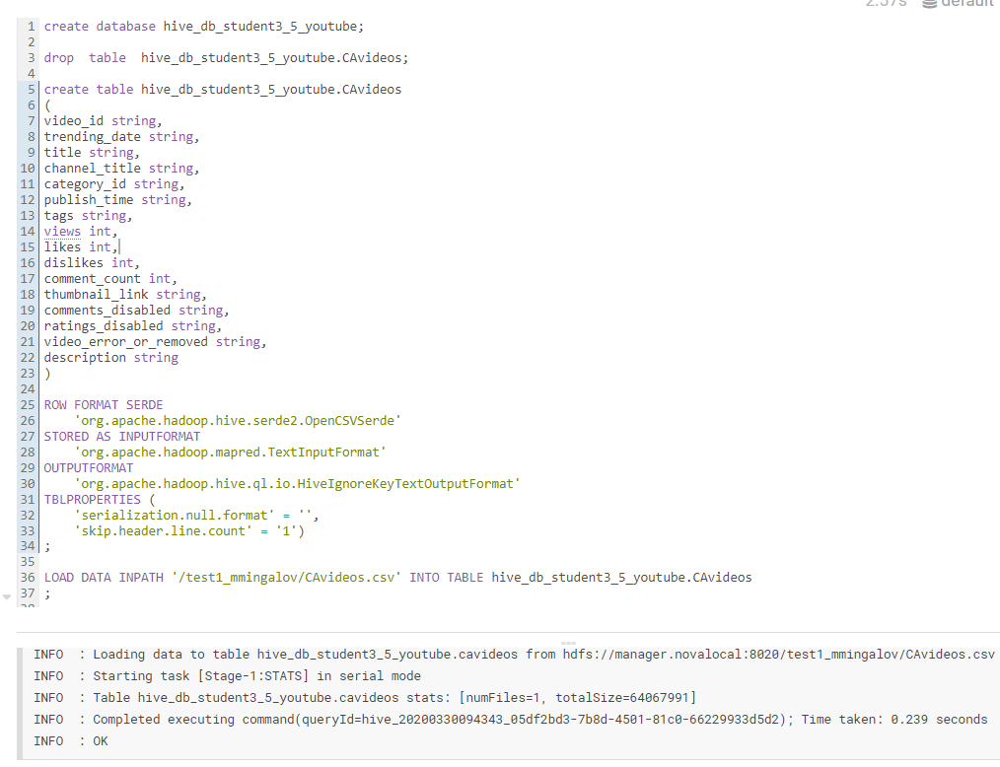 2.57s default
1 create database hive_db_student3_5_youtube;
2
3 drop  table  hive_db_student3_5_youtube.CAvideos;
4
5 create table hive_db_student3_5_youtube.CAvideos
6 (
7 video_id string,
8 trending_date string,
9 title string,
10 channel_title string,
11 category_id string,
12 publish_time string,
13 tags string,
14 views int,
15 likes int,
16 dislikes int,
17 comment_count int,
18 thumbnail_link string,
19 comments_disabled string,
20 ratings_disabled string,
21 video_error_or_removed string,
22 description string
23 )
24
25 ROW FORMAT SERDE
26     'org.apache.hadoop.hive.serde2.OpenCSVSerde'
27 STORED AS INPUTFORMAT
28     'org.apache.hadoop.mapred.TextInputFormat'
29 OUTPUTFORMAT
30     'org.apache.hadoop.hive.ql.io.HiveIgnoreKeyTextOutputFormat'
31 TBLPROPERTIES (
32     'serialization.null.format' = '',
33     'skip.header.line.count' = '1')
34 ;
35
36 LOAD DATA INPATH '/test1_mmingalov/CAvideos.csv' INTO TABLE hive_db_student3_5_youtube.CAvideos
37 ;
INFO  : Loading data to table hive_db_student3_5_youtube.cavideos from hdfs://manager.novalocal:8020/test1_mmingalov/CAvideos.csv
INFO  : Starting task [Stage-1:STATS] in serial mode
INFO  : Table hive_db_student3_5_youtube.cavideos stats: [numFiles=1, totalSize=64067991]
INFO  : Completed executing command(queryId=hive_20200330094343_05df2bd3-7b8d-4501-81c0-66229933d5d2); Time taken: 0.239 seconds
INFO  : OK